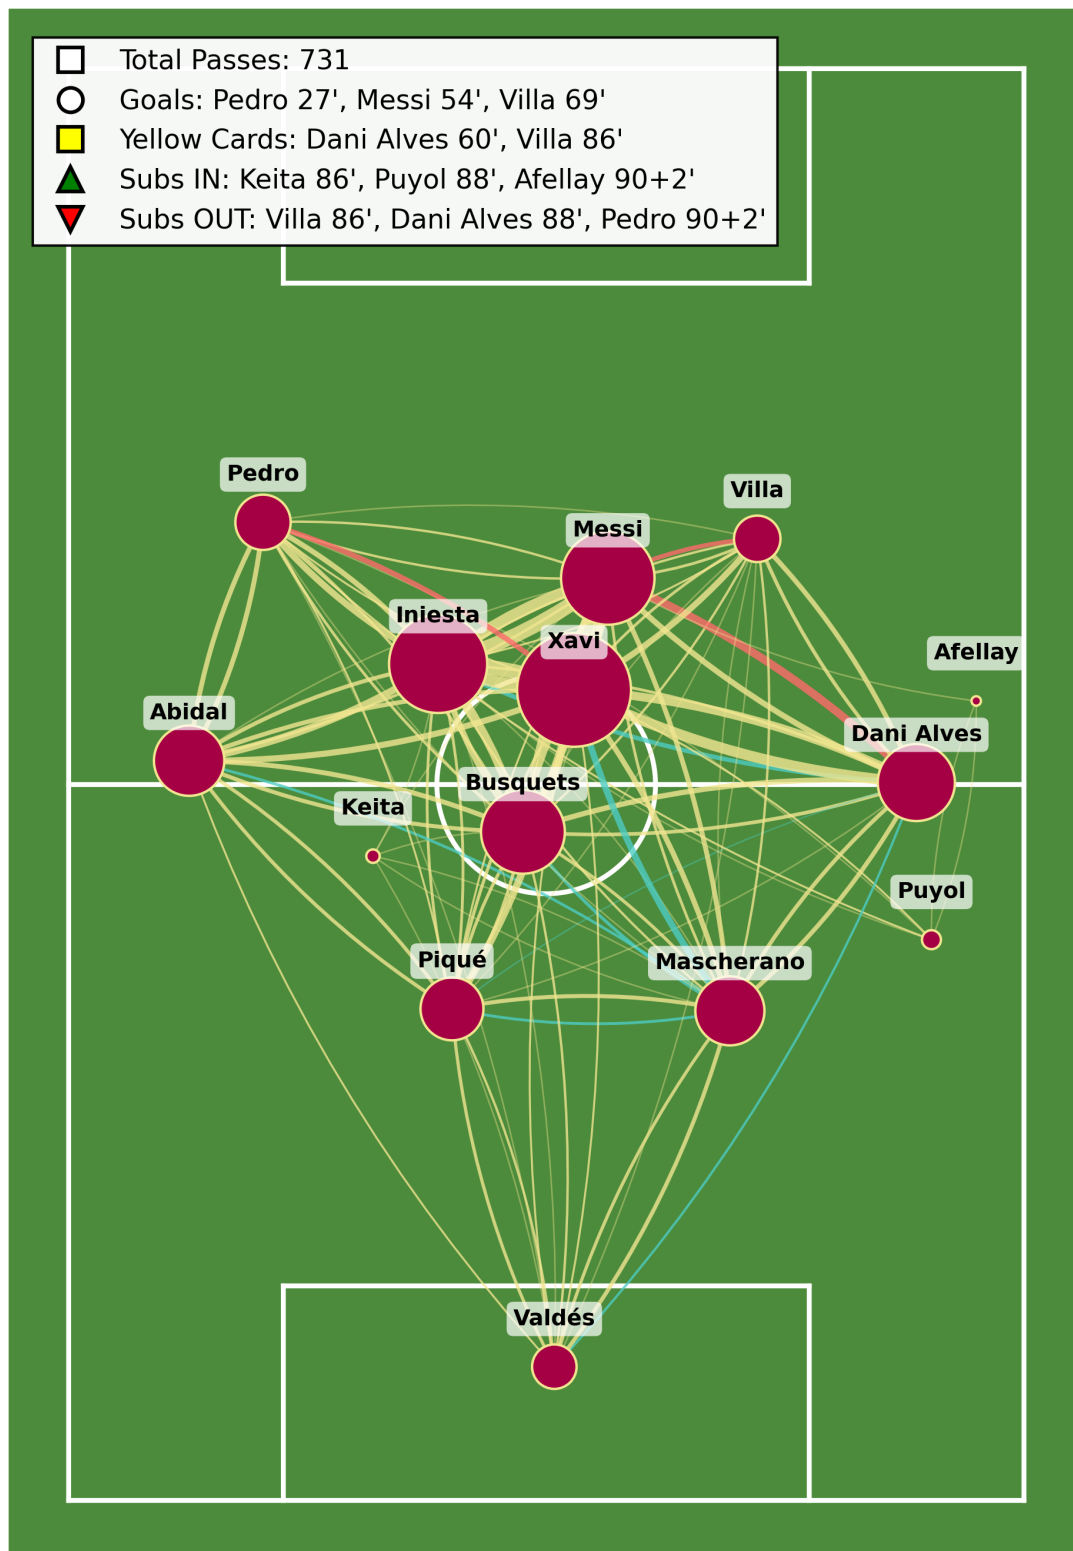 Total Passes: 731
Goals: Pedro 27', Messi 54', Villa 69'
Yellow Cards: Dani Alves 60', Villa 86'
Subs IN: Keita 86', Puyol 88', Afellay 90+2'
Subs OUT: Villa 86', Dani Alves 88', Pedro 90+2'
Pedro
Villa
Messi
Iniesta
Xavi
Afellay
Abidal
Dani Alves
Busquets
Keita
Puyol
Piqué
Mascherano
Valdés